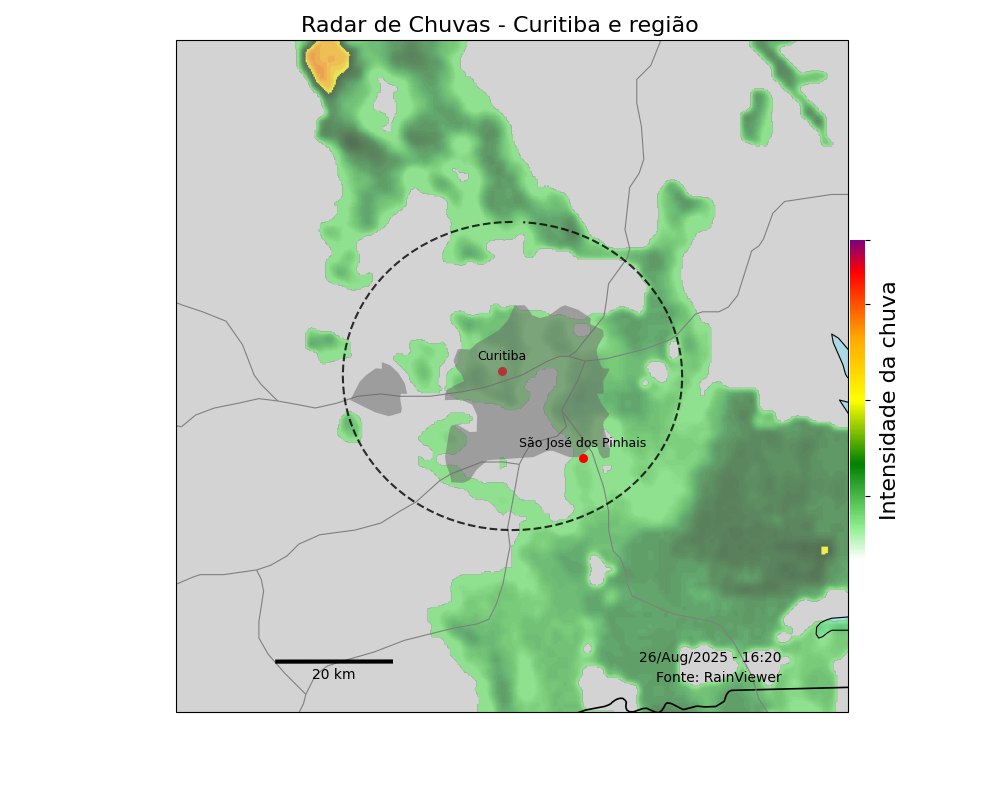 Radar de Chuvas - Curitiba e região
Curitiba
São José dos Pinhais
Intensidade da chuva
26/Aug/2025 - 16:20
Fonte: RainViewer
20 km